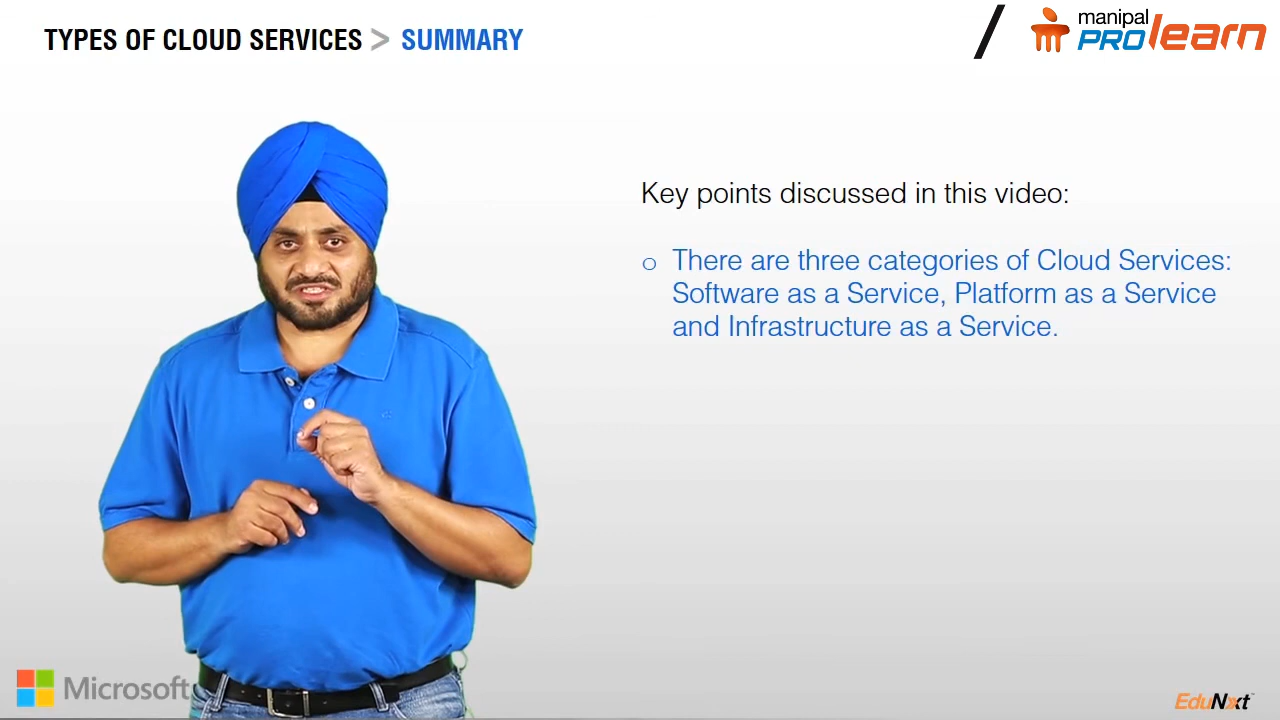 TYPES OF CLOUD SERVICES > SUMMARY
manipal
PROlearn
Key points discussed in this video:
o There are three categories of Cloud Services:
Software as a Service, Platform as a Service
and Infrastructure as a Service.
Microsoft
EduNxt